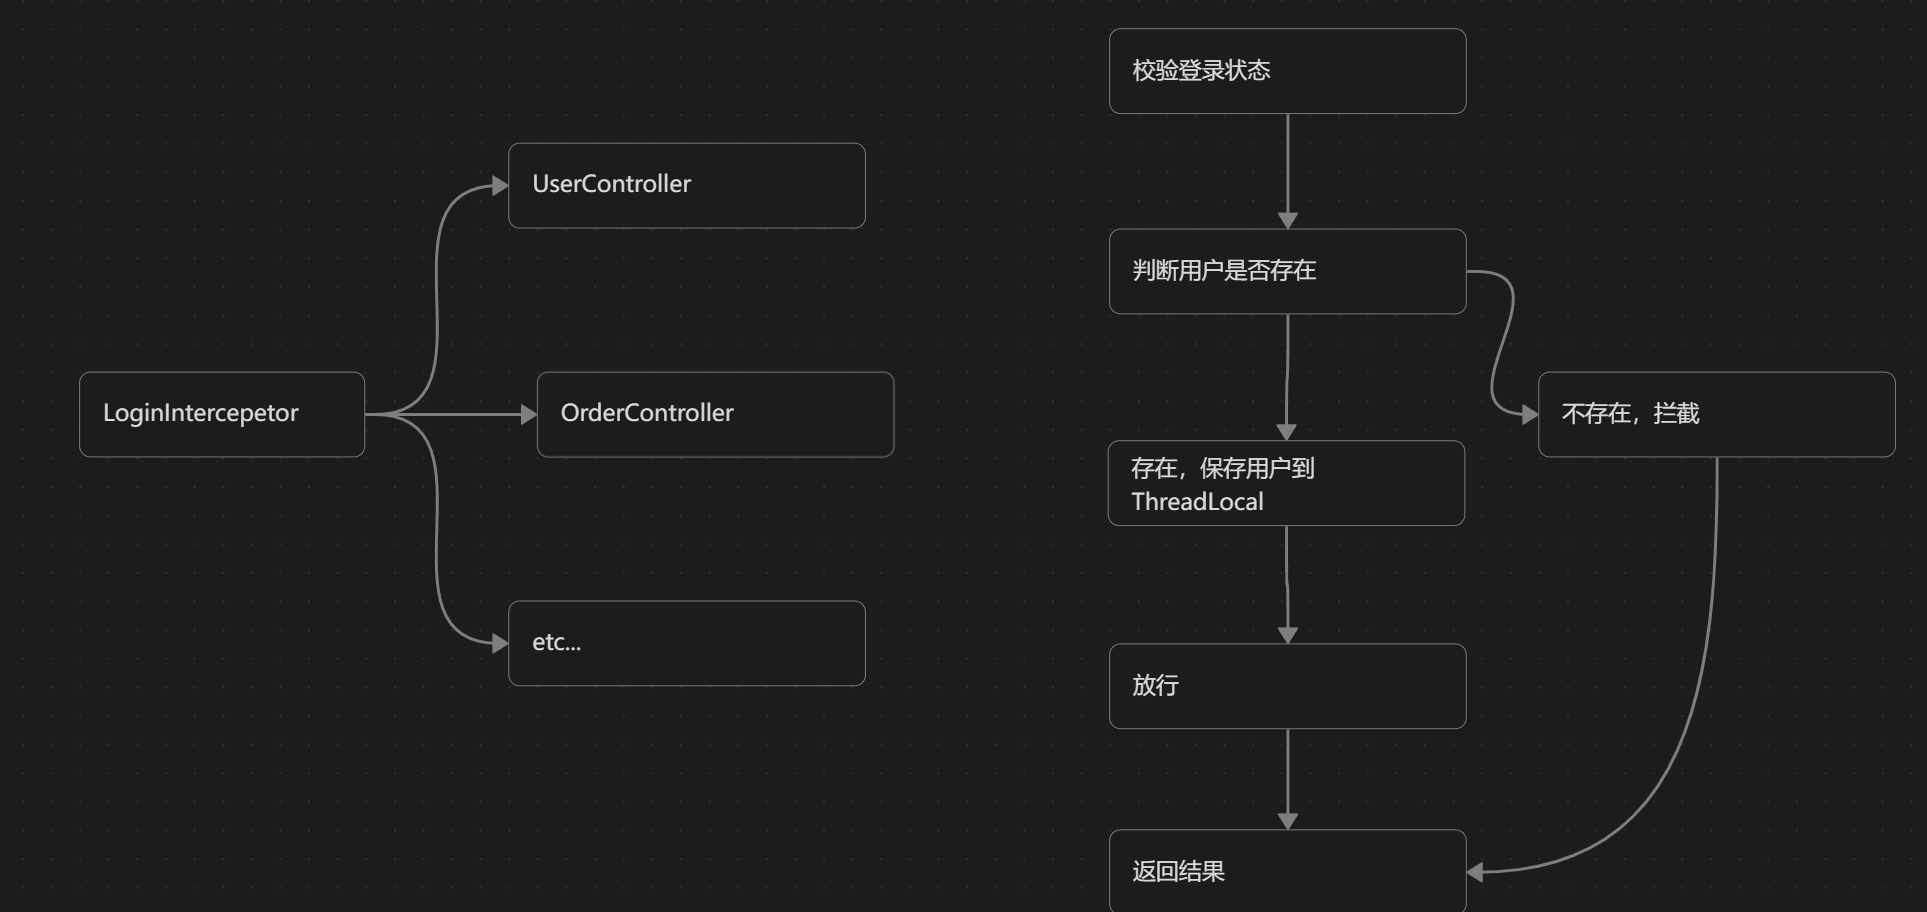 LoginIntercepetor
UserController
OrderController
etc...
校验登录状态
判断用户是否存在
不存在，拦截
存在，保存用户到
ThreadLocal
放行
返回结果